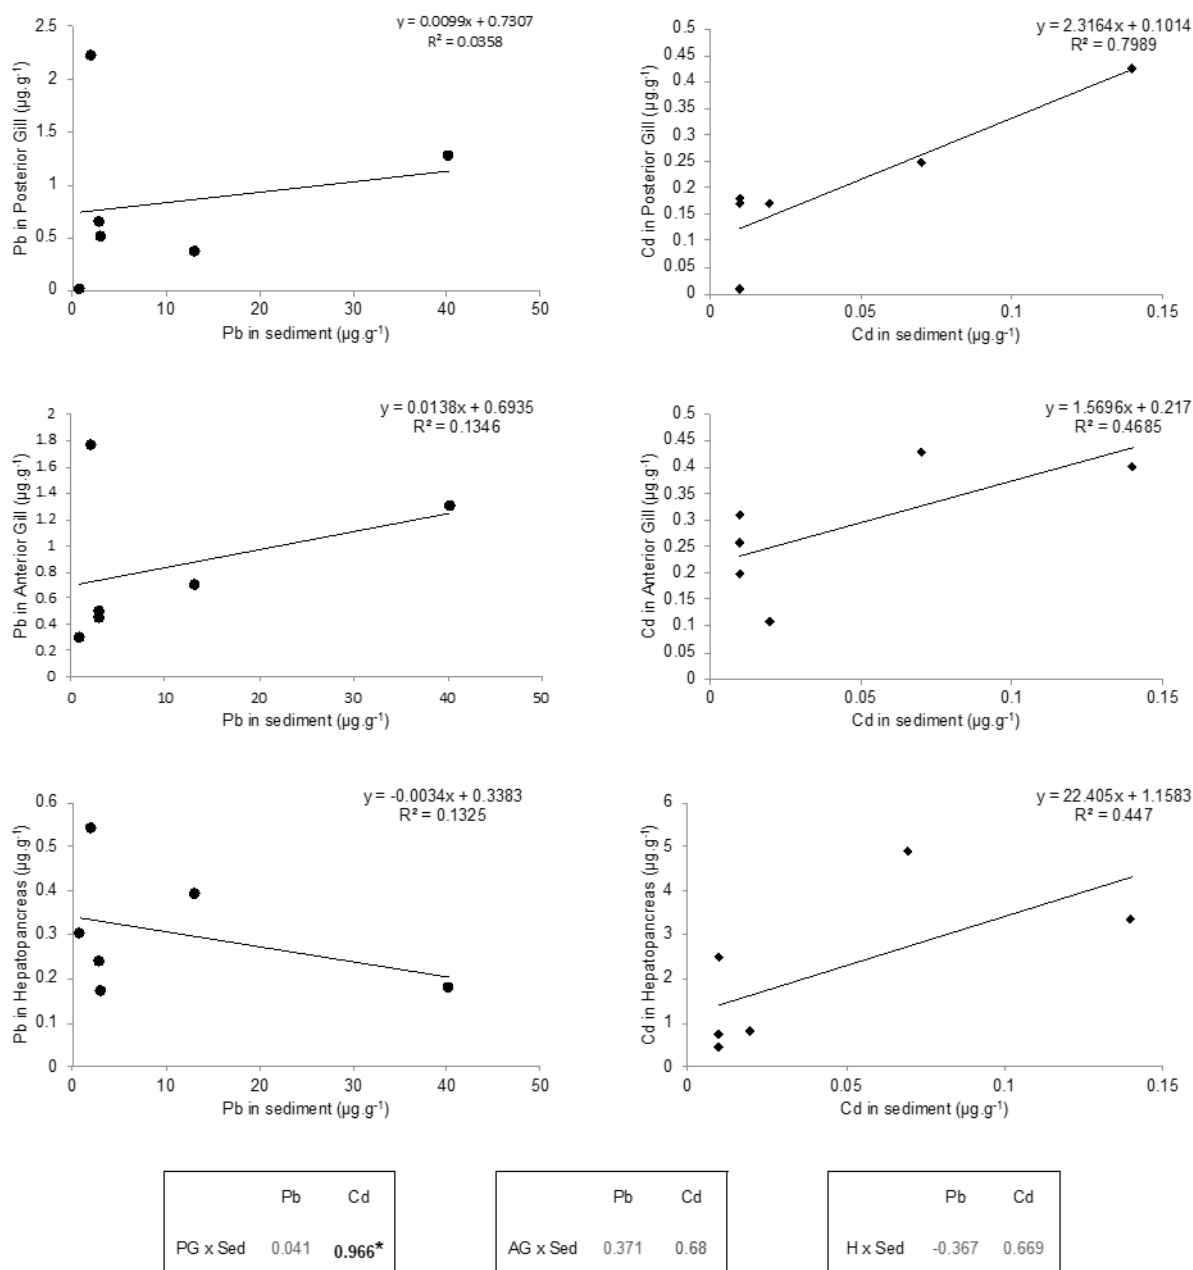 y = 0.0099x + 0.7307
R² = 0.0358
Pb in Posterior Gill (µg.g⁻¹)
2.5
2
1.5
1
0.5
0
0 10 20 30 40 50
Pb in sediment (µg.g⁻¹)
y = 2.3164x + 0.1014
R² = 0.7989
Cd in Posterior Gill (µg.g⁻¹)
0.5
0.45
0.4
0.35
0.3
0.25
0.2
0.15
0.1
0.05
0
0 0.05 0.1 0.15
Cd in sediment (µg.g⁻¹)
y = 0.0138x + 0.6935
R² = 0.1346
Pb in Anterior Gill (µg.g⁻¹)
2
1.8
1.6
1.4
1.2
1
0.8
0.6
0.4
0.2
0
0 10 20 30 40 50
Pb in sediment (µg.g⁻¹)
y = 1.5696x + 0.217
R² = 0.4685
Cd in Anterior Gill (µg.g⁻¹)
0.5
0.45
0.4
0.35
0.3
0.25
0.2
0.15
0.1
0.05
0
0 0.05 0.1 0.15
Cd in sediment (µg.g⁻¹)
y = -0.0034x + 0.3383
R² = 0.1325
Pb in Hepatopancreas (µg.g⁻¹)
0.6
0.5
0.4
0.3
0.2
0.1
0
0 10 20 30 40 50
Pb in sediment (µg.g⁻¹)
y = 22.405x + 1.1583
R² = 0.447
Cd in Hepatopancreas (µg.g⁻¹)
6
5
4
3
2
1
0
0 0.05 0.1 0.15
Cd in sediment (µg.g⁻¹)
Pb Cd
PG x Sed 0.041 0.966*
Pb Cd
AG x Sed 0.371 0.68
Pb Cd
H x Sed -0.367 0.669